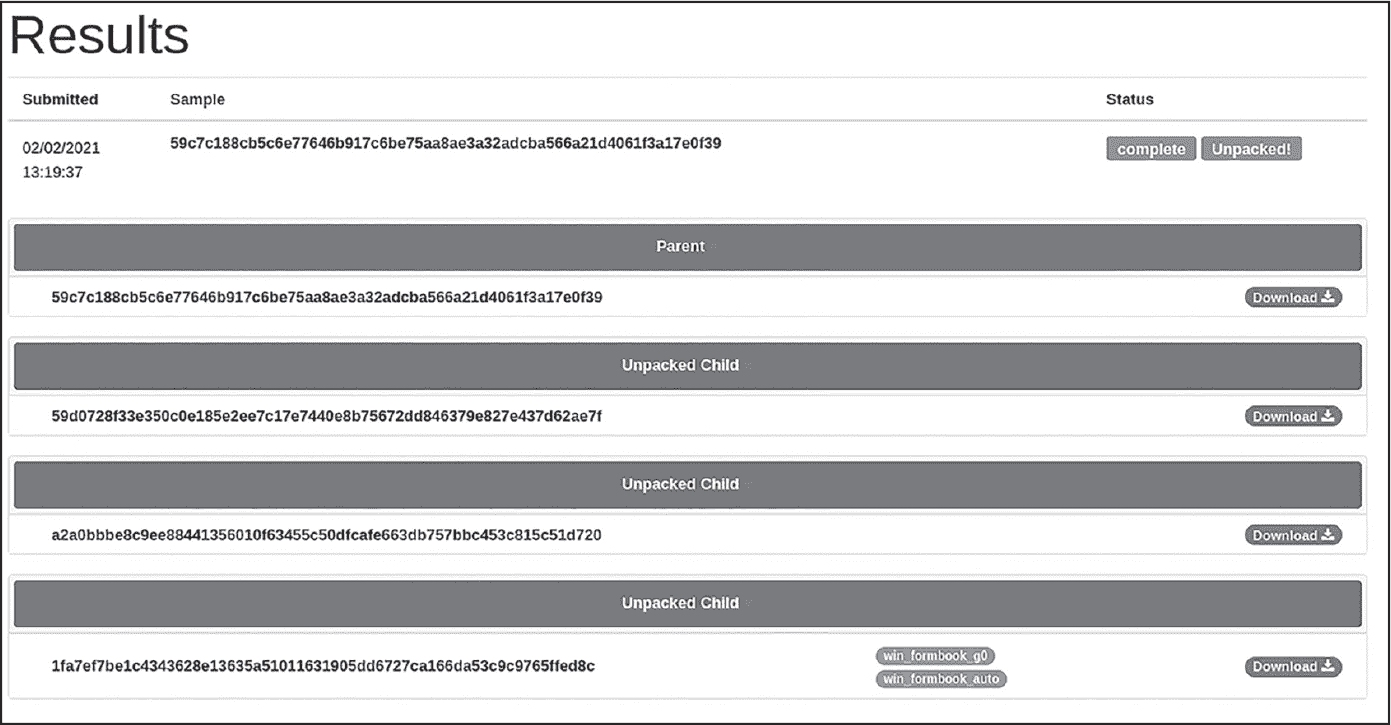 Results
Submitted Sample Status
02/02/2021 59c7c188cb5c6e77646b917c6be75aa8ae3a32adcba566a21d4061f3a17e0f39 complete Unpacked!
13:19:37
Parent
59c7c188cb5c6e77646b917c6be75aa8ae3a32adcba566a21d4061f3a17e0f39 Download
Unpacked Child
59d0728f33e350c0e185e2ee7c17e7440e8b75672dd846379e827e437d62ae7f Download
Unpacked Child
a2a0bbbe8c9ee88441356010f63455c50dfcafe663db757bbc453c815c51d720 Download
Unpacked Child
win_formbook_g0
1fa7ef7be1c4343628e13635a51011631905dd6727ca166da53c9c9765ffed8c Download
win_formbook_auto